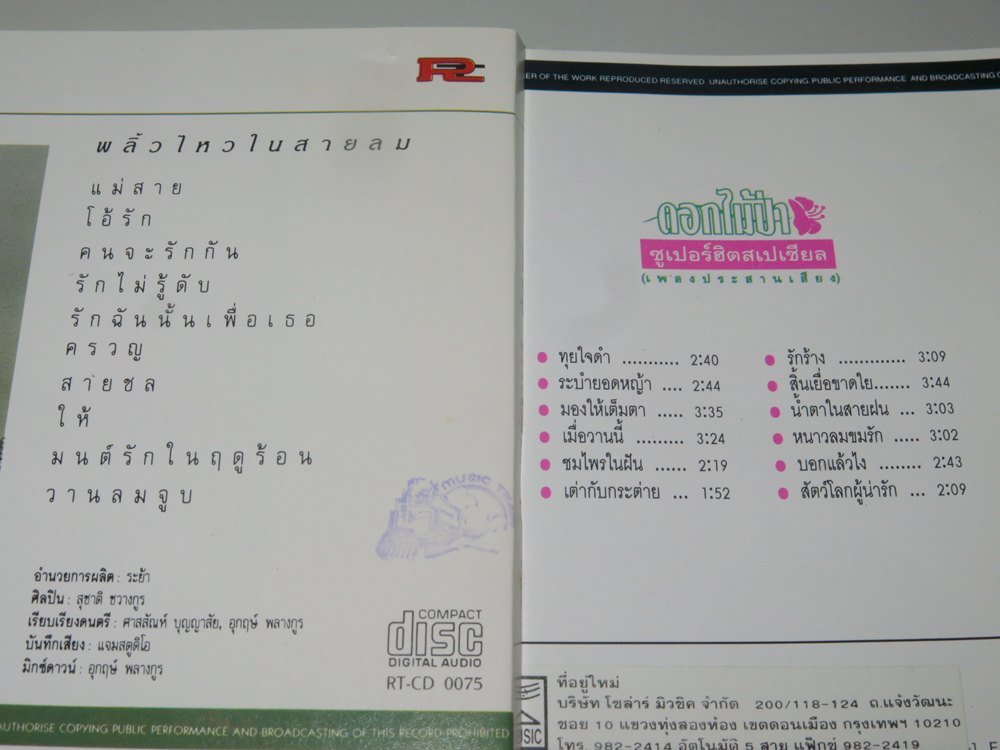 พลิ้วไหวในสายลม
แม่สาย
โอ้รัก
คนจะรักกัน
รักไม่รู้ดับ
รักฉันนั้นเพื่อเธอ
ครวญ
สายชล
ให้
มนต์รักในฤดูร้อน
วานลมจูบ
MUSIC
อำนวยการผลิต : ระย้า
ศิลปิน : สุชาติ ชวางกูร
เรียบเรียงดนตรี : ศาสสัณห์ บุญญาสัย, อุกฤษ์ พลางกูร
บันทึกเสียง : แจมสตูดิโอ
มิกซ์ดาวน์ : อุกฤษ์ พลางกูร
COMPACT
disc
DIGITAL AUDIO
RT-CD 0075
AUTHORISE COPYING PUBLIC PERFORMANCE AND BROADCASTING OF THIS RECORD PROHIBITED
ER OF THE WORK REPRODUCED RESERVED UNAUTHORISE COPYING PUBLIC PERFORMANCE AND BROADCASTING
ดอกไม้ป่า
ซูเปอร์ฮิตสเปเชียล
(เพลงประสานเสียง)
ทุยใจดำ ........... 2:40
ระบำยอดหญ้า .... 2:44
มองให้เต็มตา ..... 3:35
เมื่อวานนี้ ......... 3:24
ชมไพรในฝัน ...... 2:19
เต่ากับกระต่าย ... 1:52
รักร้าง ............. 3:09
สิ้นเยื่อขาดใย....... 3:44
น้ำตาในสายฝน ... 3:03
หนาวลมขมรัก ..... 3:02
บอกแล้วไง ........ 2:43
สัตว์โลกผู้น่ารัก ... 2:09
ที่อยู่ใหม่
บริษัท โซล่าร์ มิวซิค จำกัด 200/118-124 ถ.แจ้งวัฒนะ
ซอย 10 แขวงทุ่งสองห้อง เขตดอนเมือง กรุงเทพฯ 10210
โทร 982-2414 อัตโนมัติ 5 สาย แฟ็กซ์ 982-2419